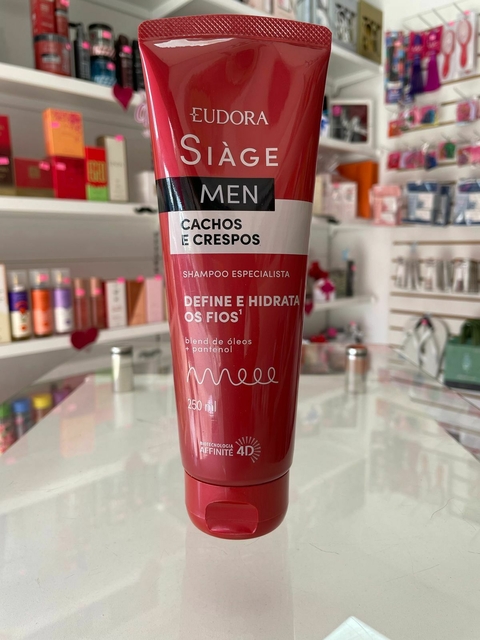 EUDORA
SIÀGE
MEN
CACHOS
E CRESPOS
SHAMPOO ESPECIALISTA
DEFINE E HIDRATA
OS FIOS¹
blend de óleos
+ pantenol
250 ml
BIOTECNOLOGIA
AFFINITÉ 4D